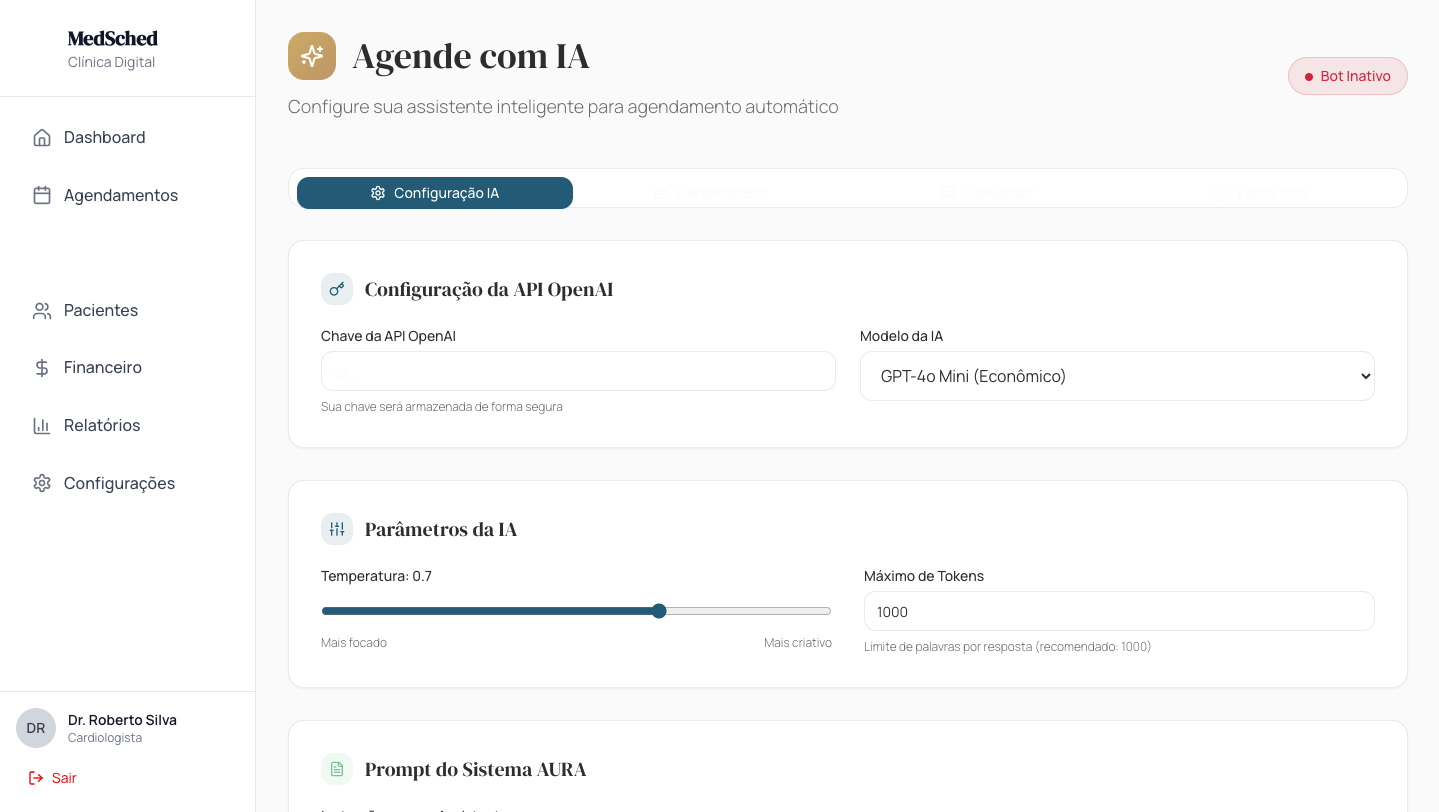 MedSched
Clínica Digital
Dashboard
Agendamentos
Pacientes
Financeiro
Relatórios
Configurações
DR
Dr. Roberto Silva
Cardiologista
Sair
Agende com IA
Configure sua assistente inteligente para agendamento automático
Bot Inativo
Configuração IA
Configuração da API OpenAI
Chave da API OpenAI
Sua chave será armazenada de forma segura
Modelo da IA
GPT-4o Mini (Econômico)
Parâmetros da IA
Temperatura: 0.7
Mais focado
Mais criativo
Máximo de Tokens
1000
Limite de palavras por resposta (recomendado: 1000)
Prompt do Sistema AURA